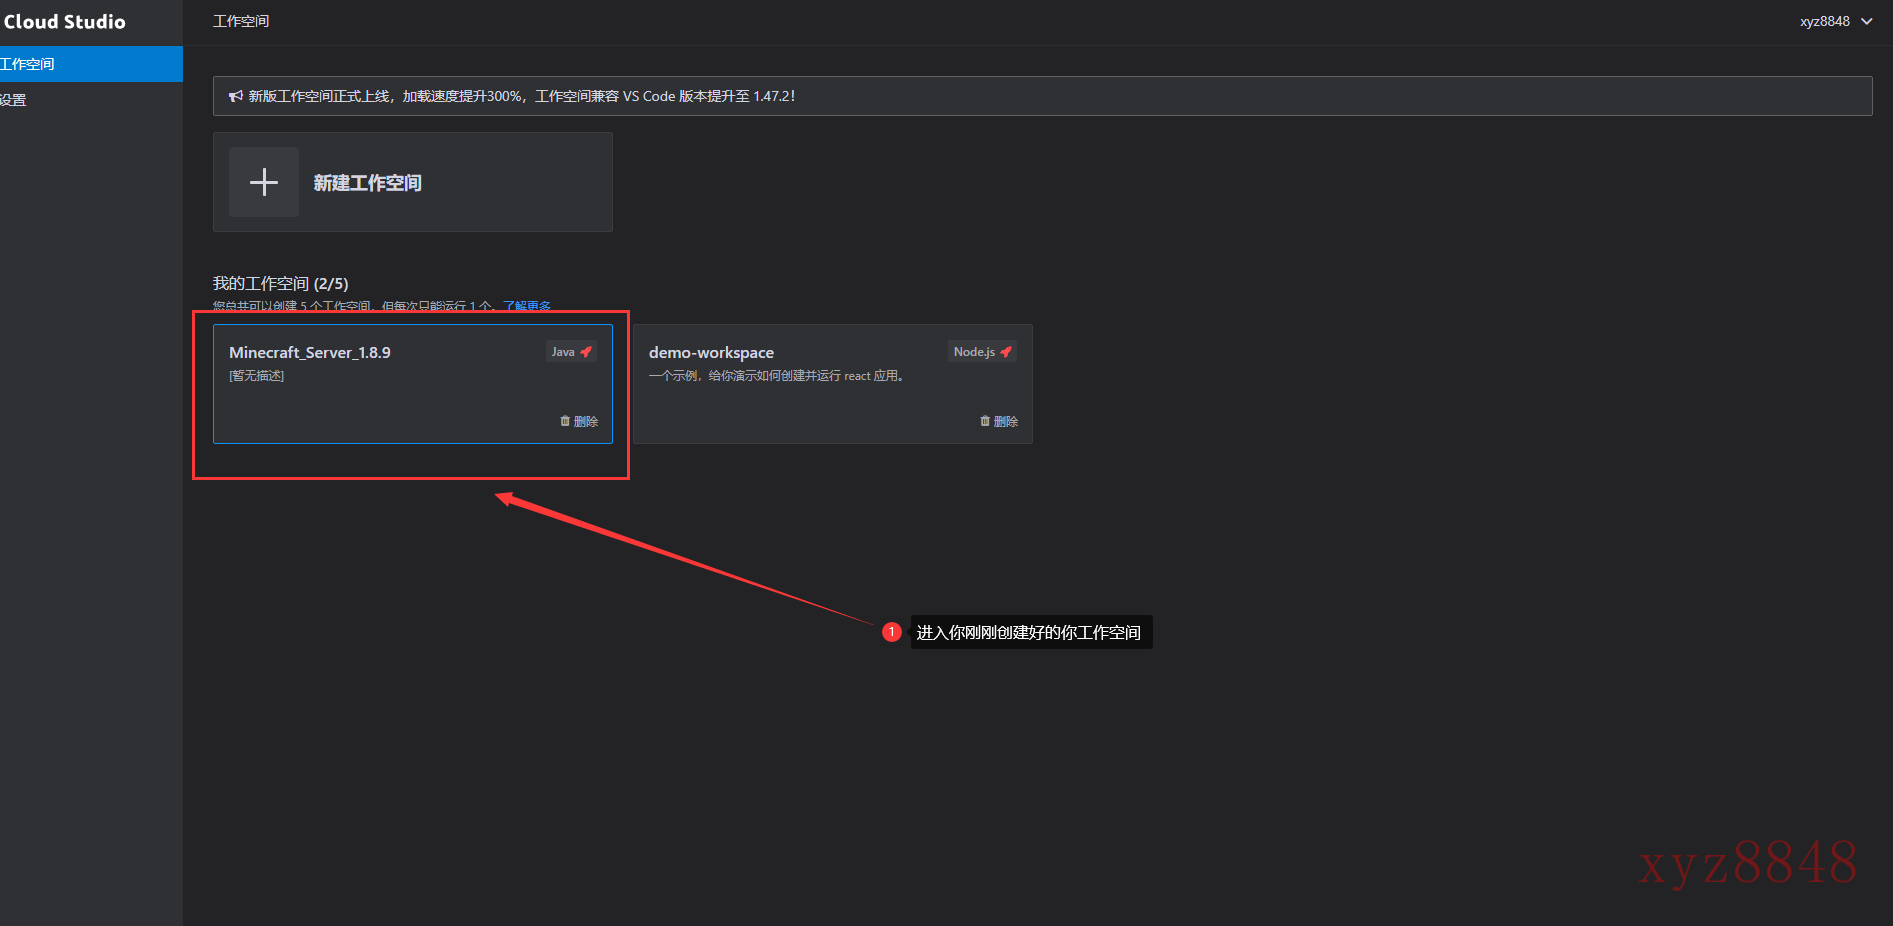 Cloud Studio
工作空间
xyz8848
工作空间
设置
新版工作空间正式上线，加载速度提升300%，工作空间兼容 VS Code 版本提升至 1.47.2！
新建工作空间
我的工作空间 (2/5)
您总共可以创建 5 个工作空间，但每次只能运行 1 个。了解更多
Minecraft_Server_1.8.9
Java
[暂无描述]
删除
demo-workspace
Node.js
一个示例，给你演示如何创建并运行 react 应用。
删除
1
进入你刚刚创建好的你工作空间
xyz8848